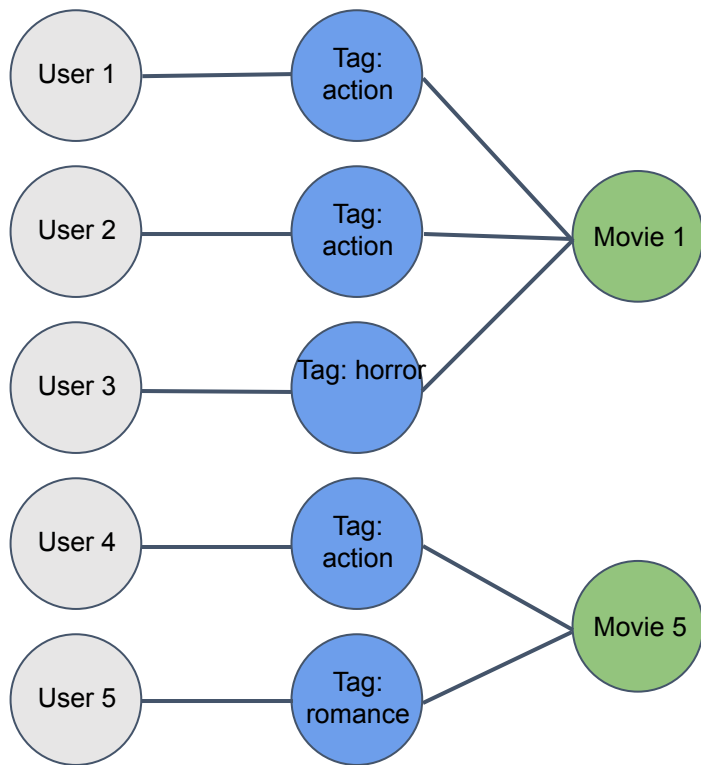 User 1
Tag:
action
User 2
Tag:
action
Movie 1
User 3
Tag: horror
User 4
Tag:
action
Movie 5
User 5
Tag:
romance